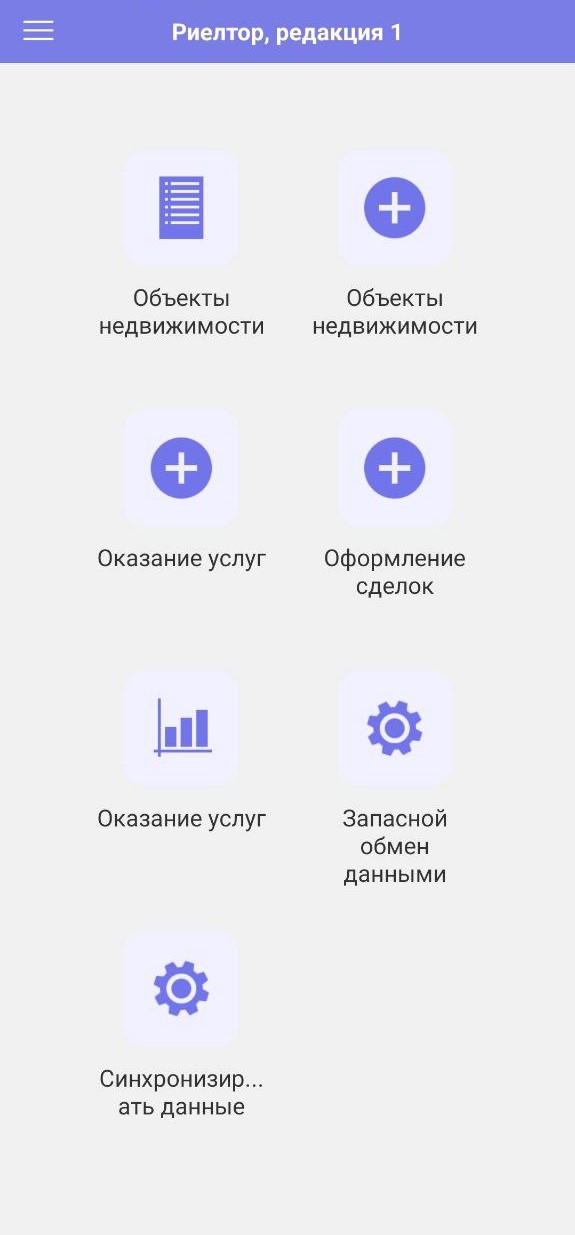 Риелтор, редакция 1
Объекты
недвижимости
Объекты
недвижимости
Оказание услуг
Оформление
сделок
Оказание услуг
Запасной
обмен
данными
Синхронизир...
ать данные